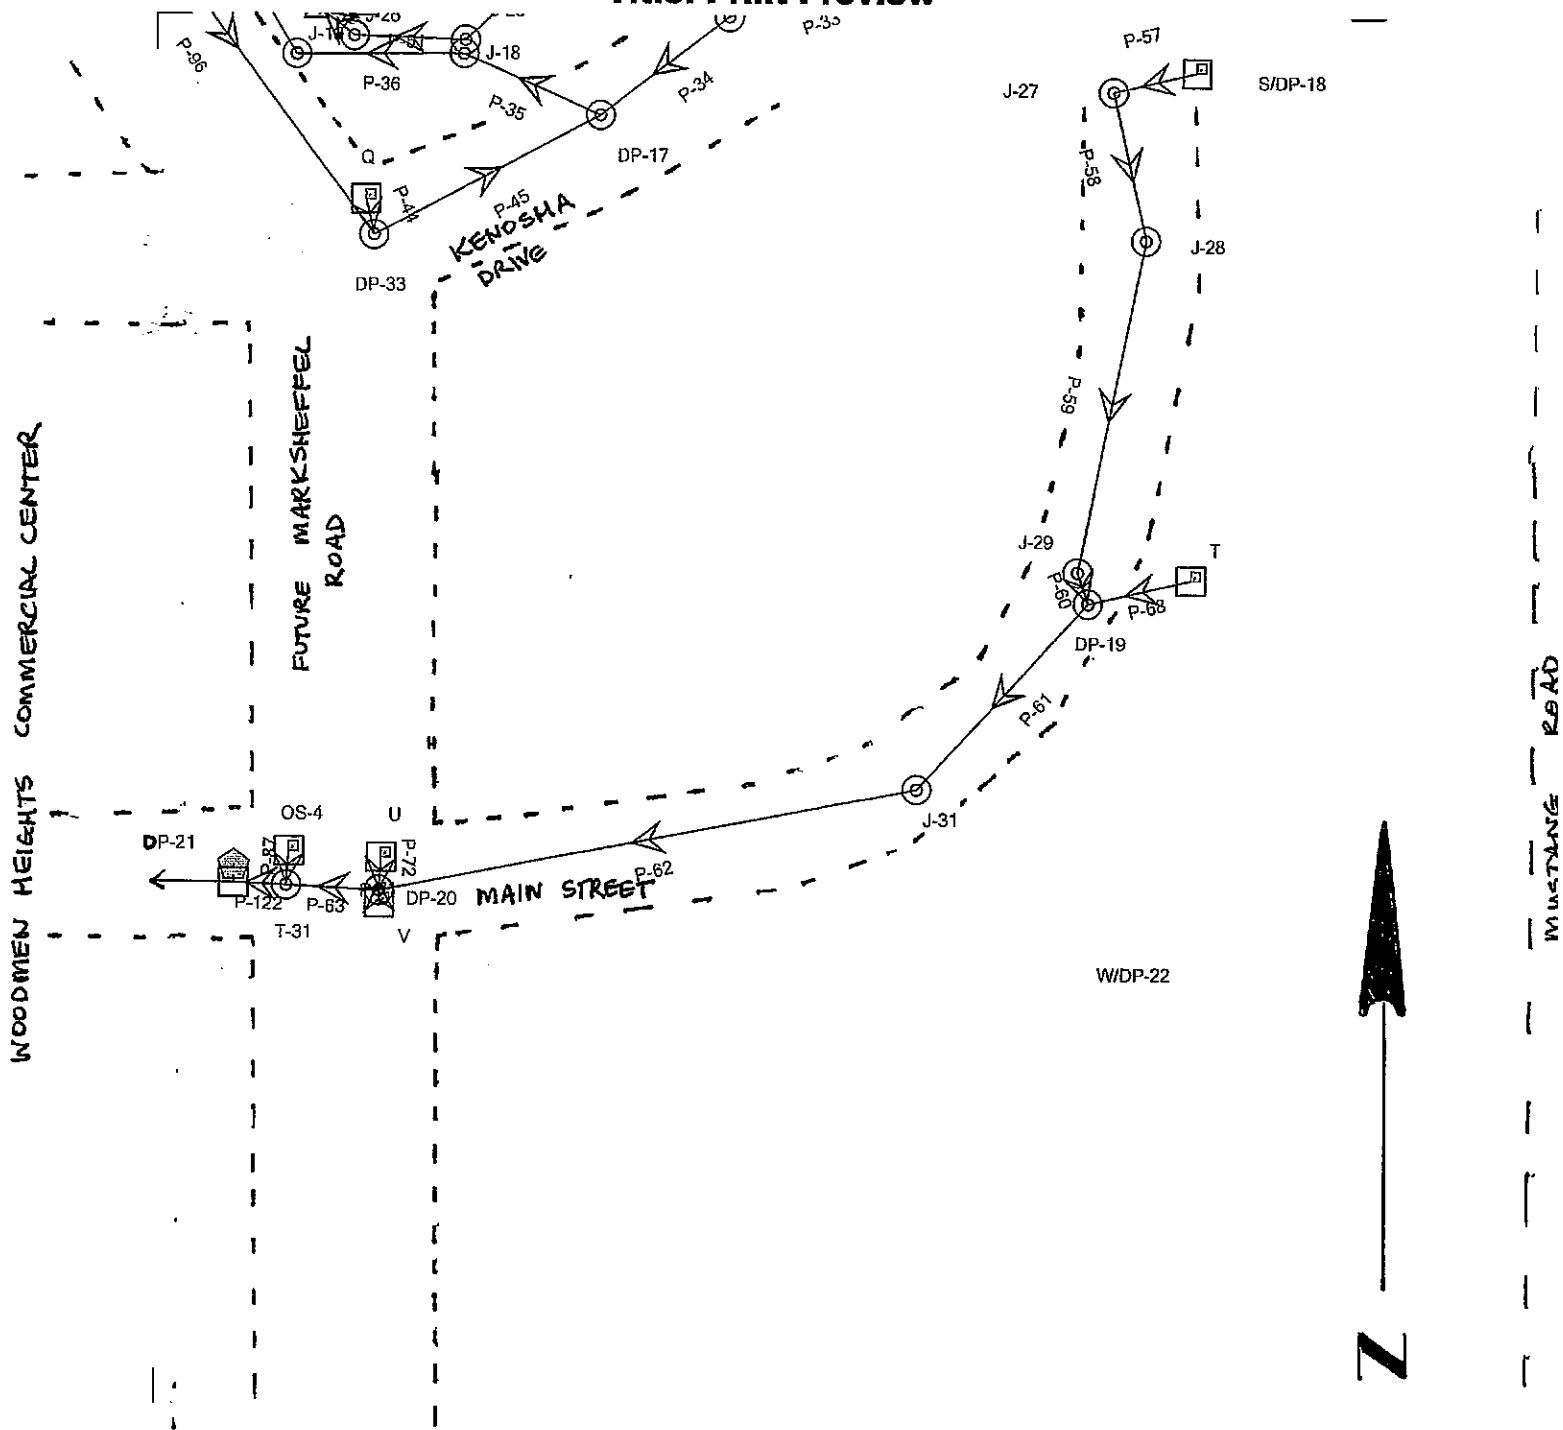 P-33
P-57
P-96
J-18
P-36
P-35
P-34
J-27
S/DP-18
Q
DP-17
P-58
P-44
P-45
KENOSHA
DRIVE
J-28
DP-33
FUTURE MARKSHEFFEL
ROAD
P-59
WOODMEN HEIGHTS COMMERCIAL CENTER
J-29
T
P-60
P-68
DP-19
MUSTANG ROAD
P-61
OS-4
U
J-31
DP-21
P-87
P-72
P-62
P-122
P-63
DP-20
MAIN STREET
T-31
V
W/DP-22
N